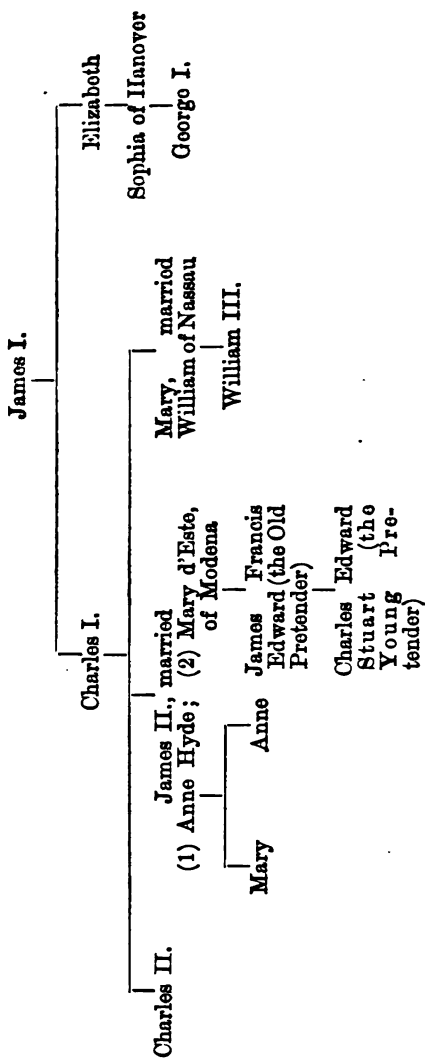 James I.
Charles I.
Elizabeth
Sophia of Hanover
George I.
Charles II.
James II., married
(1) Anne Hyde;
(2) Mary d'Este,
of Modena
Mary, married
William of Nassau
William III.
Mary
Anne
James Francis
Edward (the Old
Pretender)
Charles Edward
Stuart (the
Young Pre-
tender)